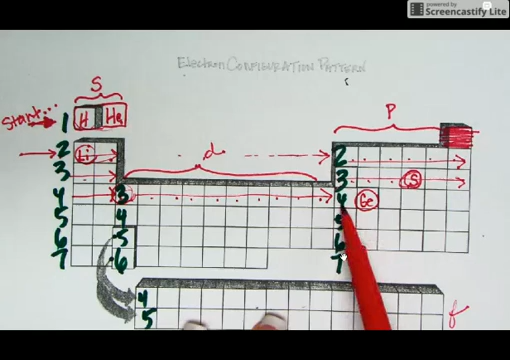 powered by
Screencastify Lite
ELECTRON CONFIGURATION PATTERN
S
Start...
1 H He
P
d
2 Li 2
3 3 S
4 3 4 Ge
5 4 5
6 5 6
7 6 7
4
5 f